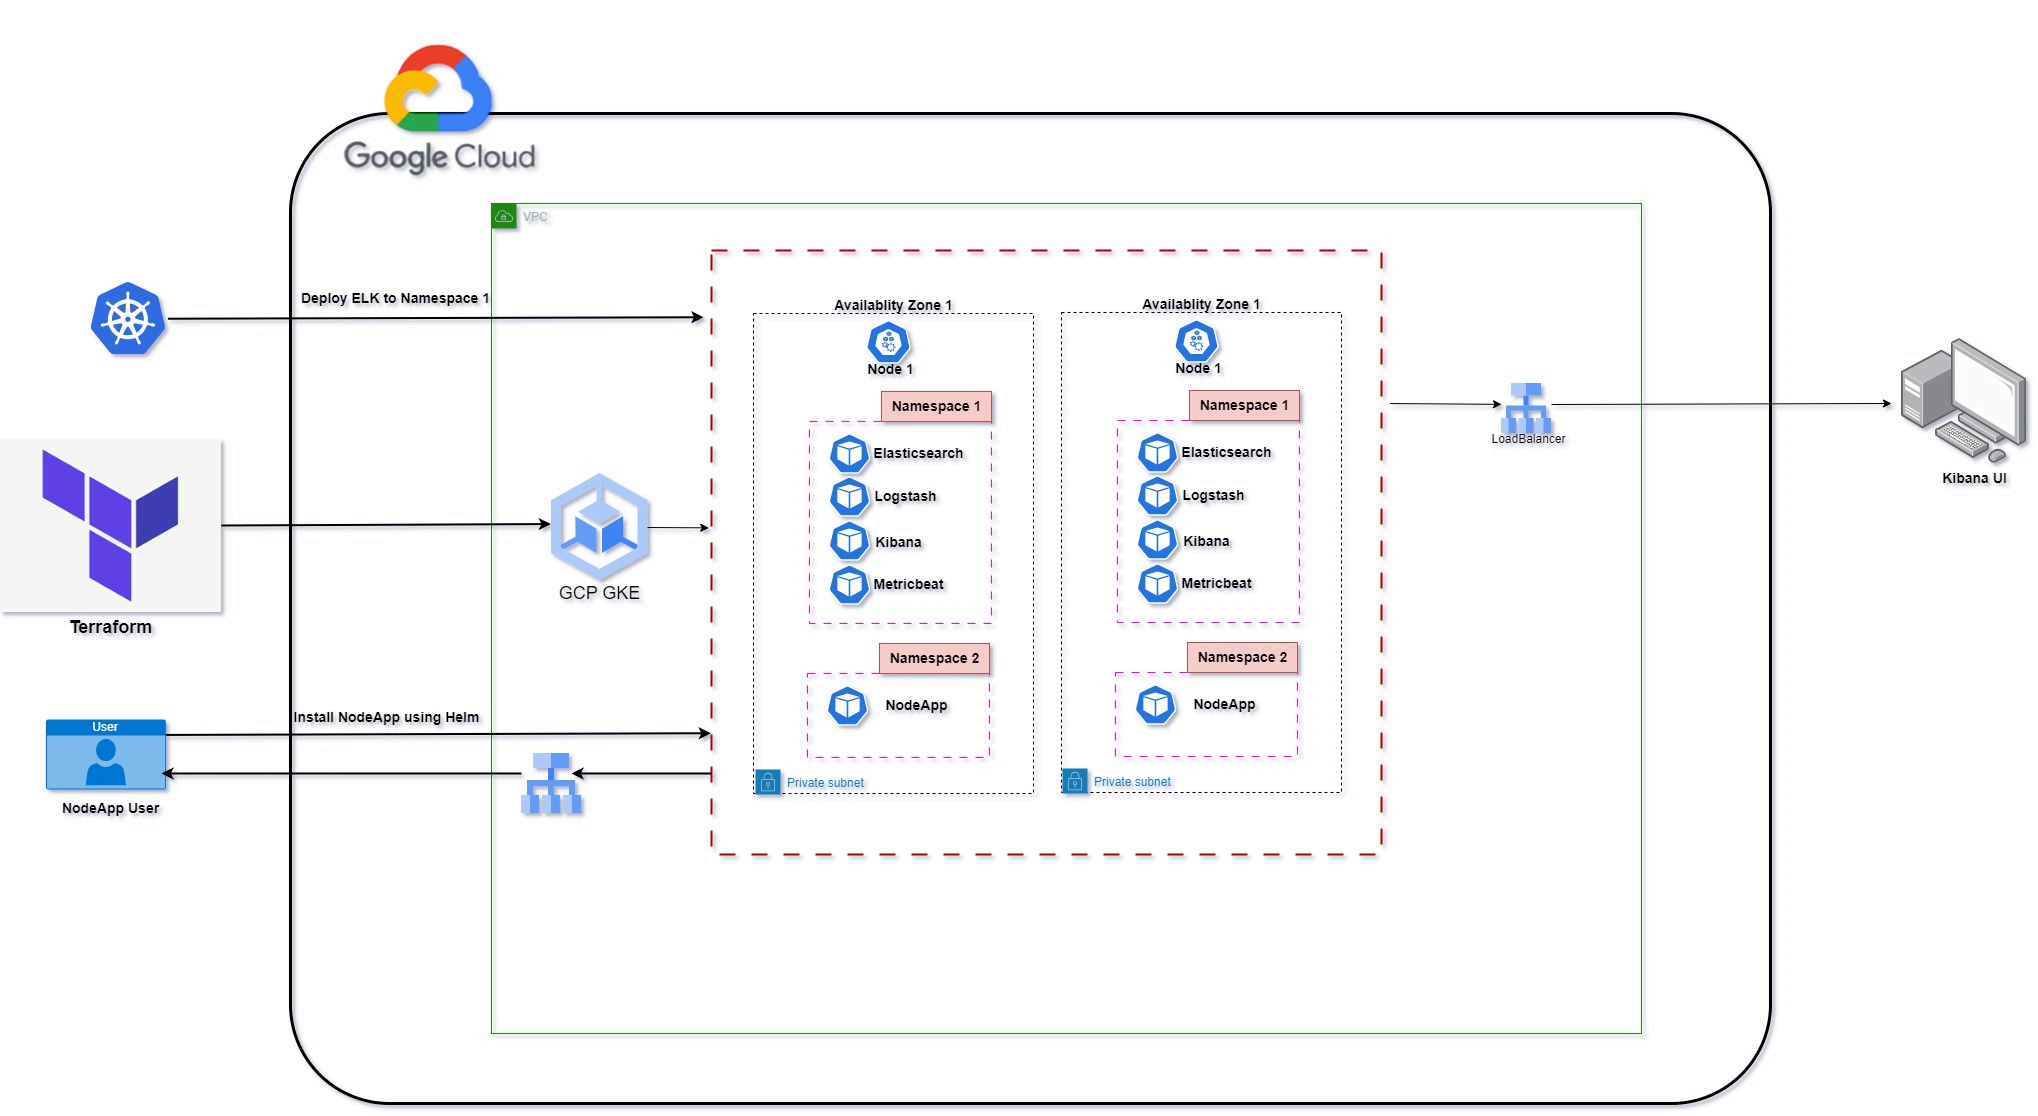 Google Cloud
VPC
Deploy ELK to Namespace 1
Availablity Zone 1
Node 1
Namespace 1
Elasticsearch
Logstash
Kibana
Metricbeat
Namespace 2
NodeApp
Private subnet
Availablity Zone 1
Node 1
Namespace 1
Elasticsearch
Logstash
Kibana
Metricbeat
Namespace 2
NodeApp
Private subnet
LoadBalancer
Kibana UI
GCP GKE
Terraform
Install NodeApp using Helm
User
NodeApp User